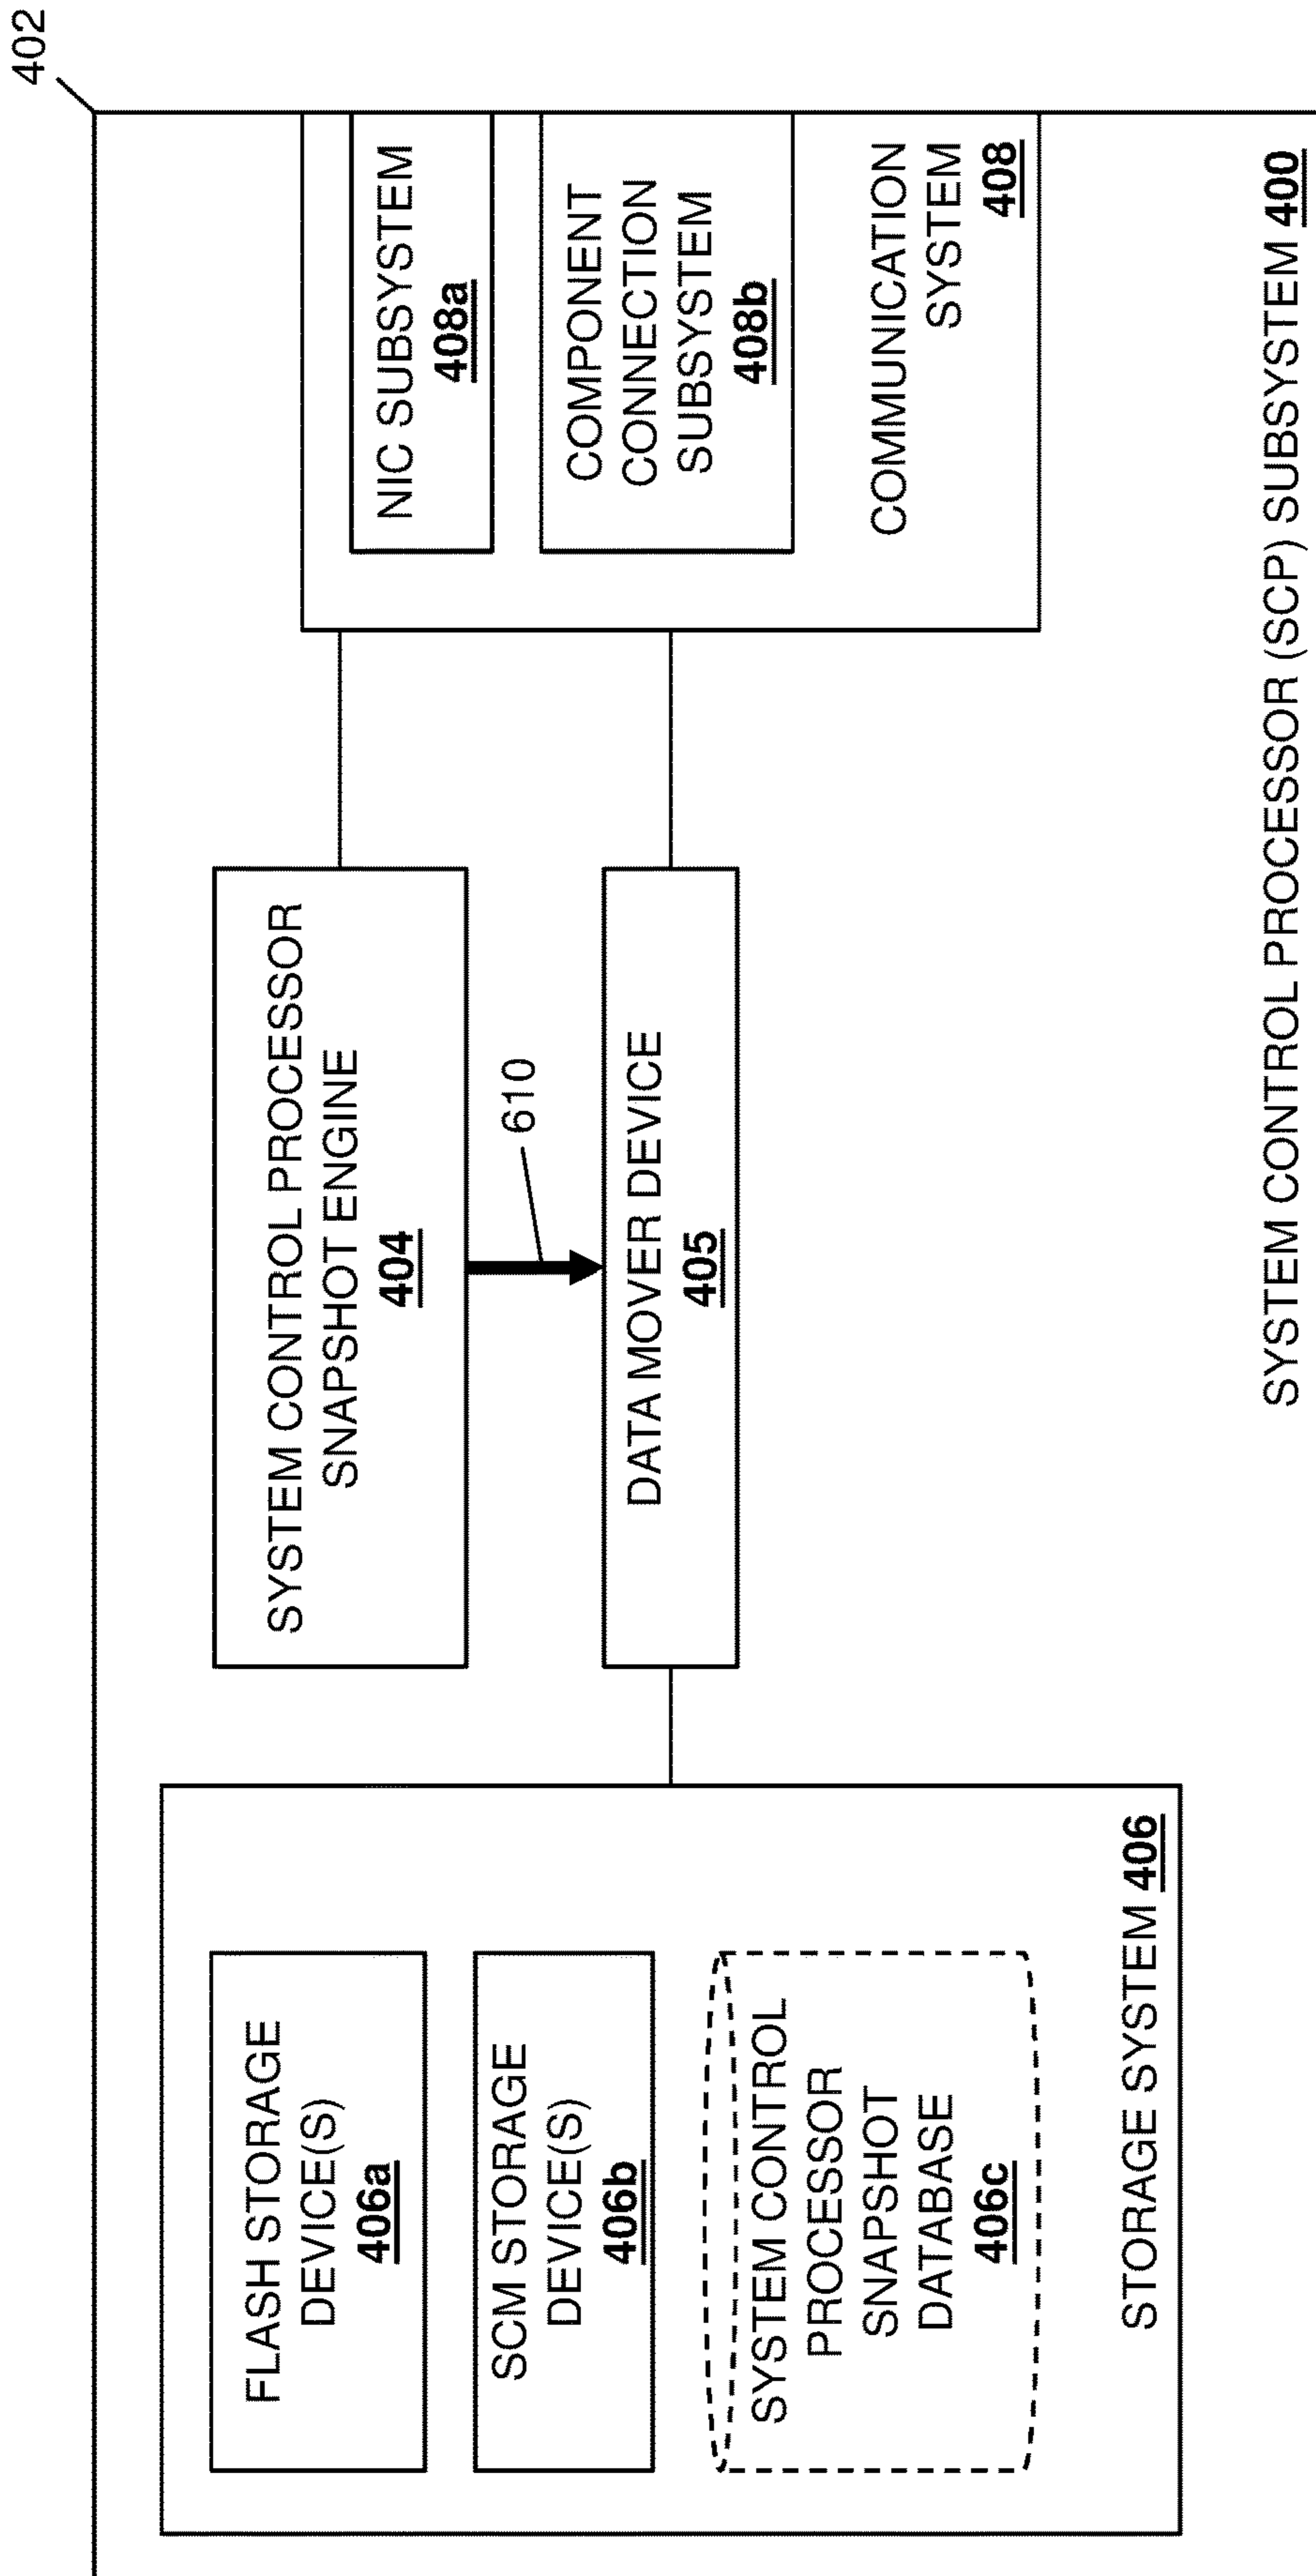 402
FLASH STORAGE
DEVICE(S)
406a
SCM STORAGE
DEVICE(S)
406b
SYSTEM CONTROL
PROCESSOR
SNAPSHOT
DATABASE
406c
STORAGE SYSTEM 406
SYSTEM CONTROL PROCESSOR
SNAPSHOT ENGINE
404
610
DATA MOVER DEVICE
405
NIC SUBSYSTEM
408a
COMPONENT
CONNECTION
SUBSYSTEM
408b
COMMUNICATION
SYSTEM
408
SYSTEM CONTROL PROCESSOR (SCP) SUBSYSTEM 400